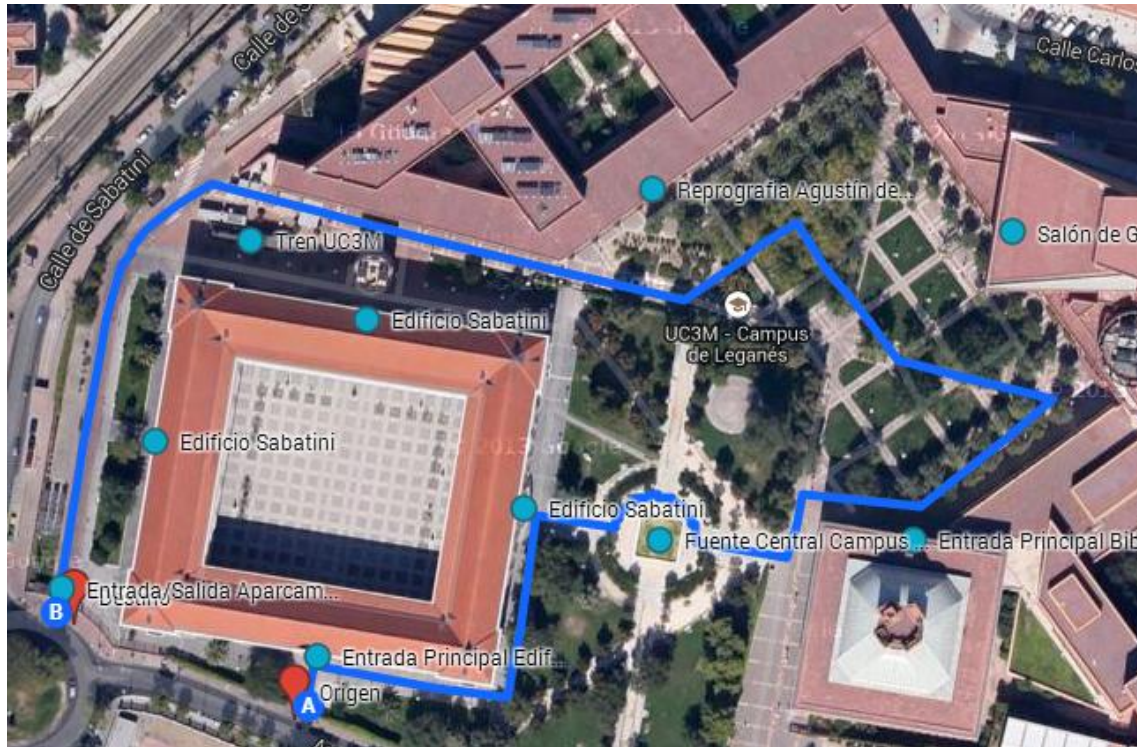 Calle de S
Calle Carlos
Calle de Sabatini
Reprografía Agustín de...
Salón de G
Tren UC3M
Edificio Sabatini
UC3M - Campus
de Leganés
Edificio Sabatini
Edificio Sabatini
Fuente Central Campus ...
Entrada Principal Bib
Entrada/Salida Aparcam...
Destino
B
Entrada Principal Edif...
Origen
A